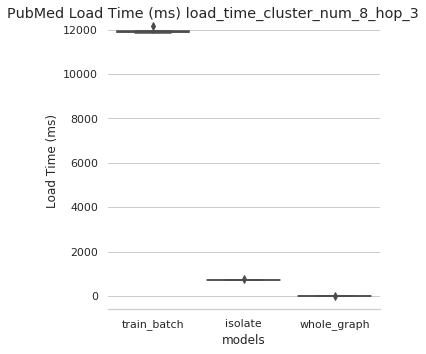 PubMed Load Time (ms) load_time_cluster_num_8_hop_3
12000
10000
8000
6000
4000
2000
0
Load Time (ms)
train_batch isolate whole_graph
models